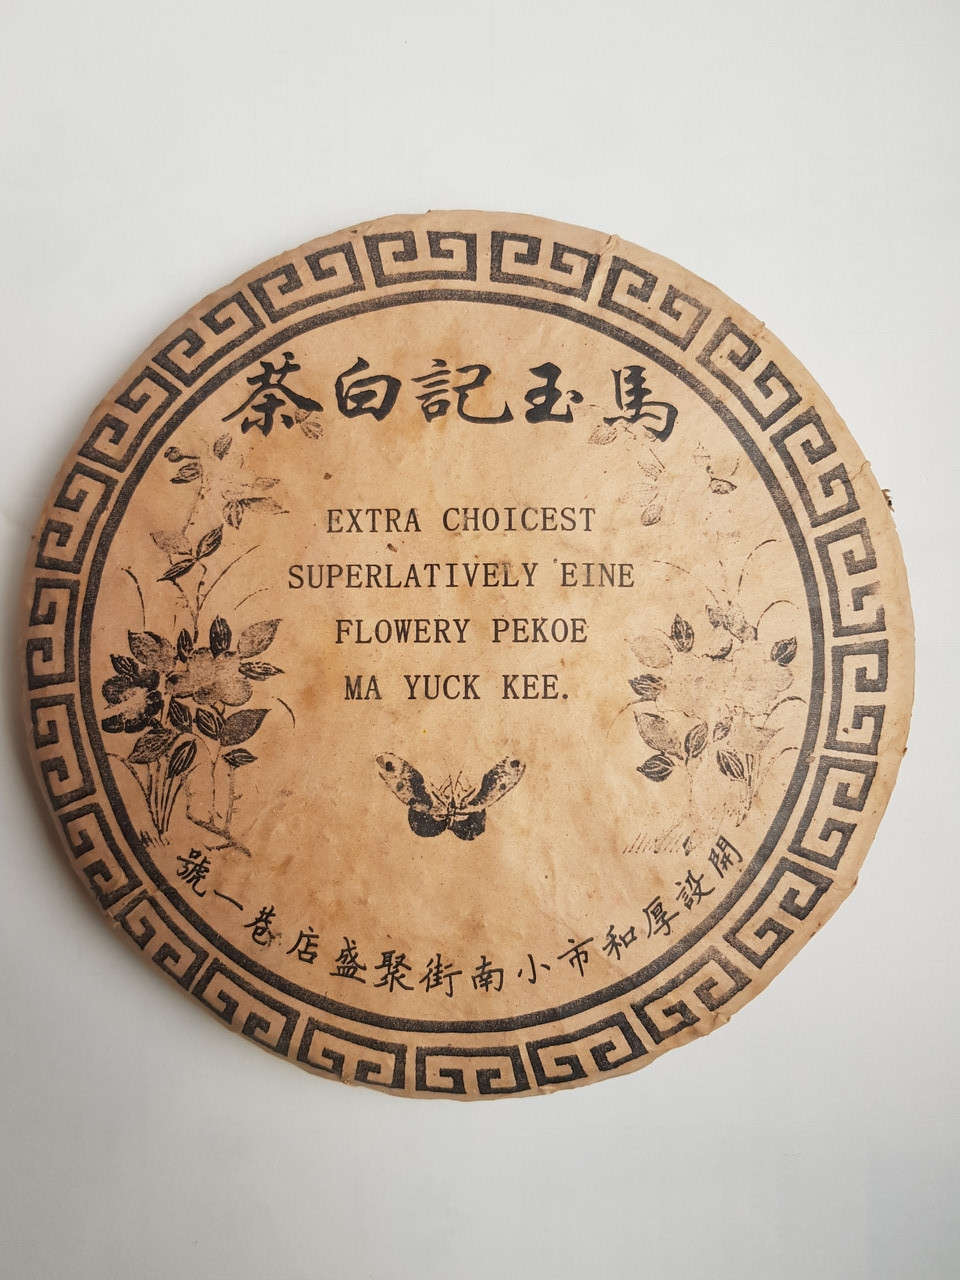 馬玉記白茶
EXTRA CHOICEST
SUPERLATIVELY EINE
FLOWERY PEKOE
MA YUCK KEE.
開設厚和市小南街聚盛店巷一號